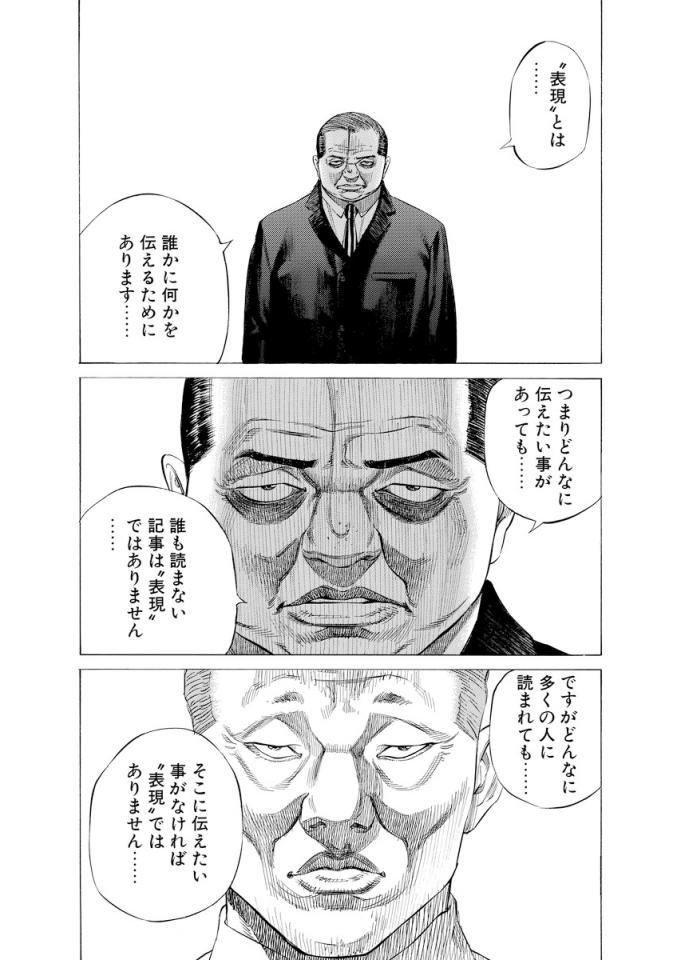 〝表現〟とは
……
誰かに何かを
伝えるために
あります……
つまりどんなに
伝えたい事が
あっても……
誰も読まない
記事は〝表現〟
ではありません
……
ですがどんなに
多くの人に
読まれても……
そこに伝えたい
事がなければ
〝表現〟では
ありません……